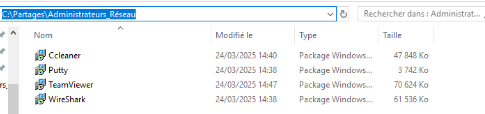 C:\Partages\Administrateurs_Réseau
Rechercher dans : Administrat...
Nom Modifié le Type Taille
Ccleaner 24/03/2025 14:40 Package Windows... 47 848 Ko
Putty 24/03/2025 14:38 Package Windows... 3 742 Ko
TeamViewer 24/03/2025 14:47 Package Windows... 70 624 Ko
WireShark 24/03/2025 14:38 Package Windows... 61 536 Ko
rs_